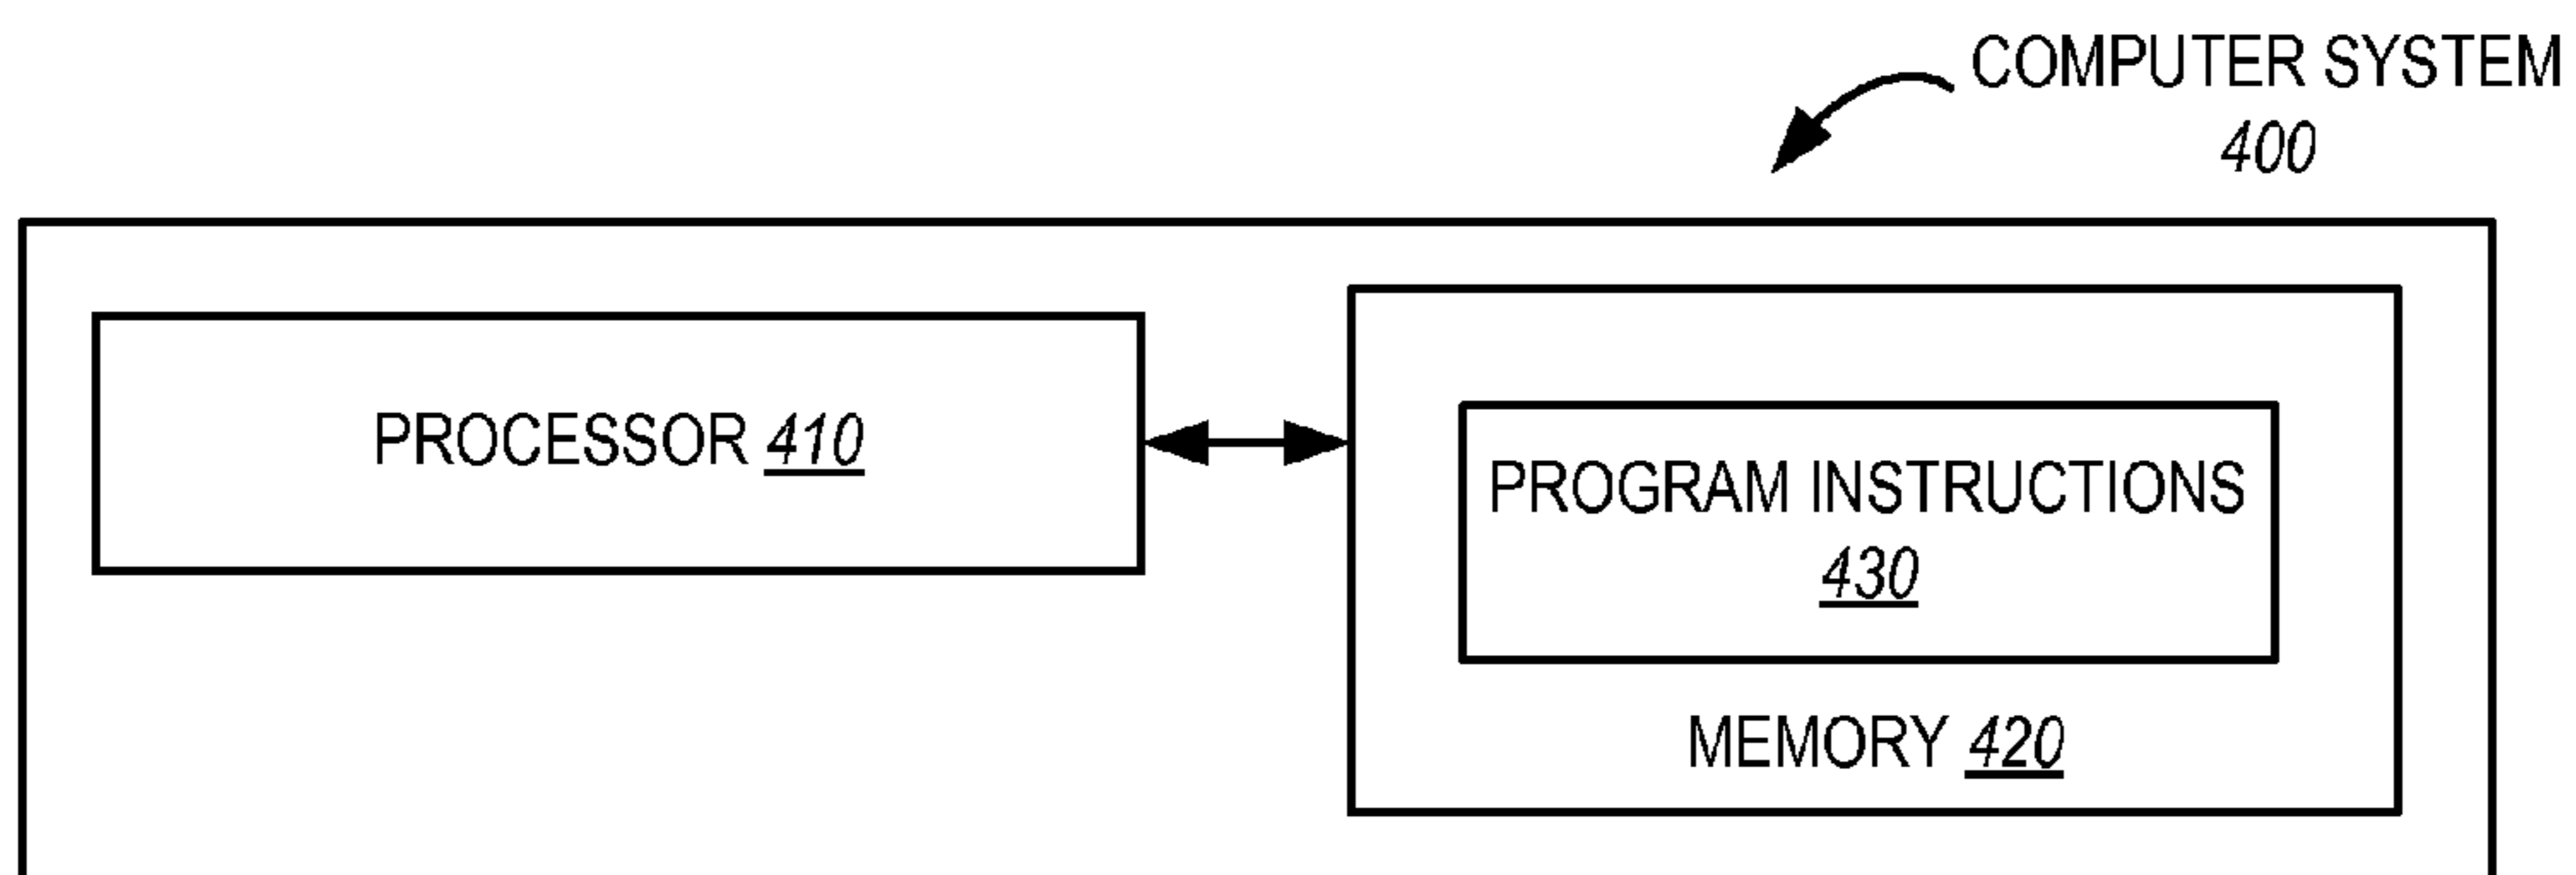 COMPUTER SYSTEM
400
PROCESSOR 410
PROGRAM INSTRUCTIONS
430
MEMORY 420